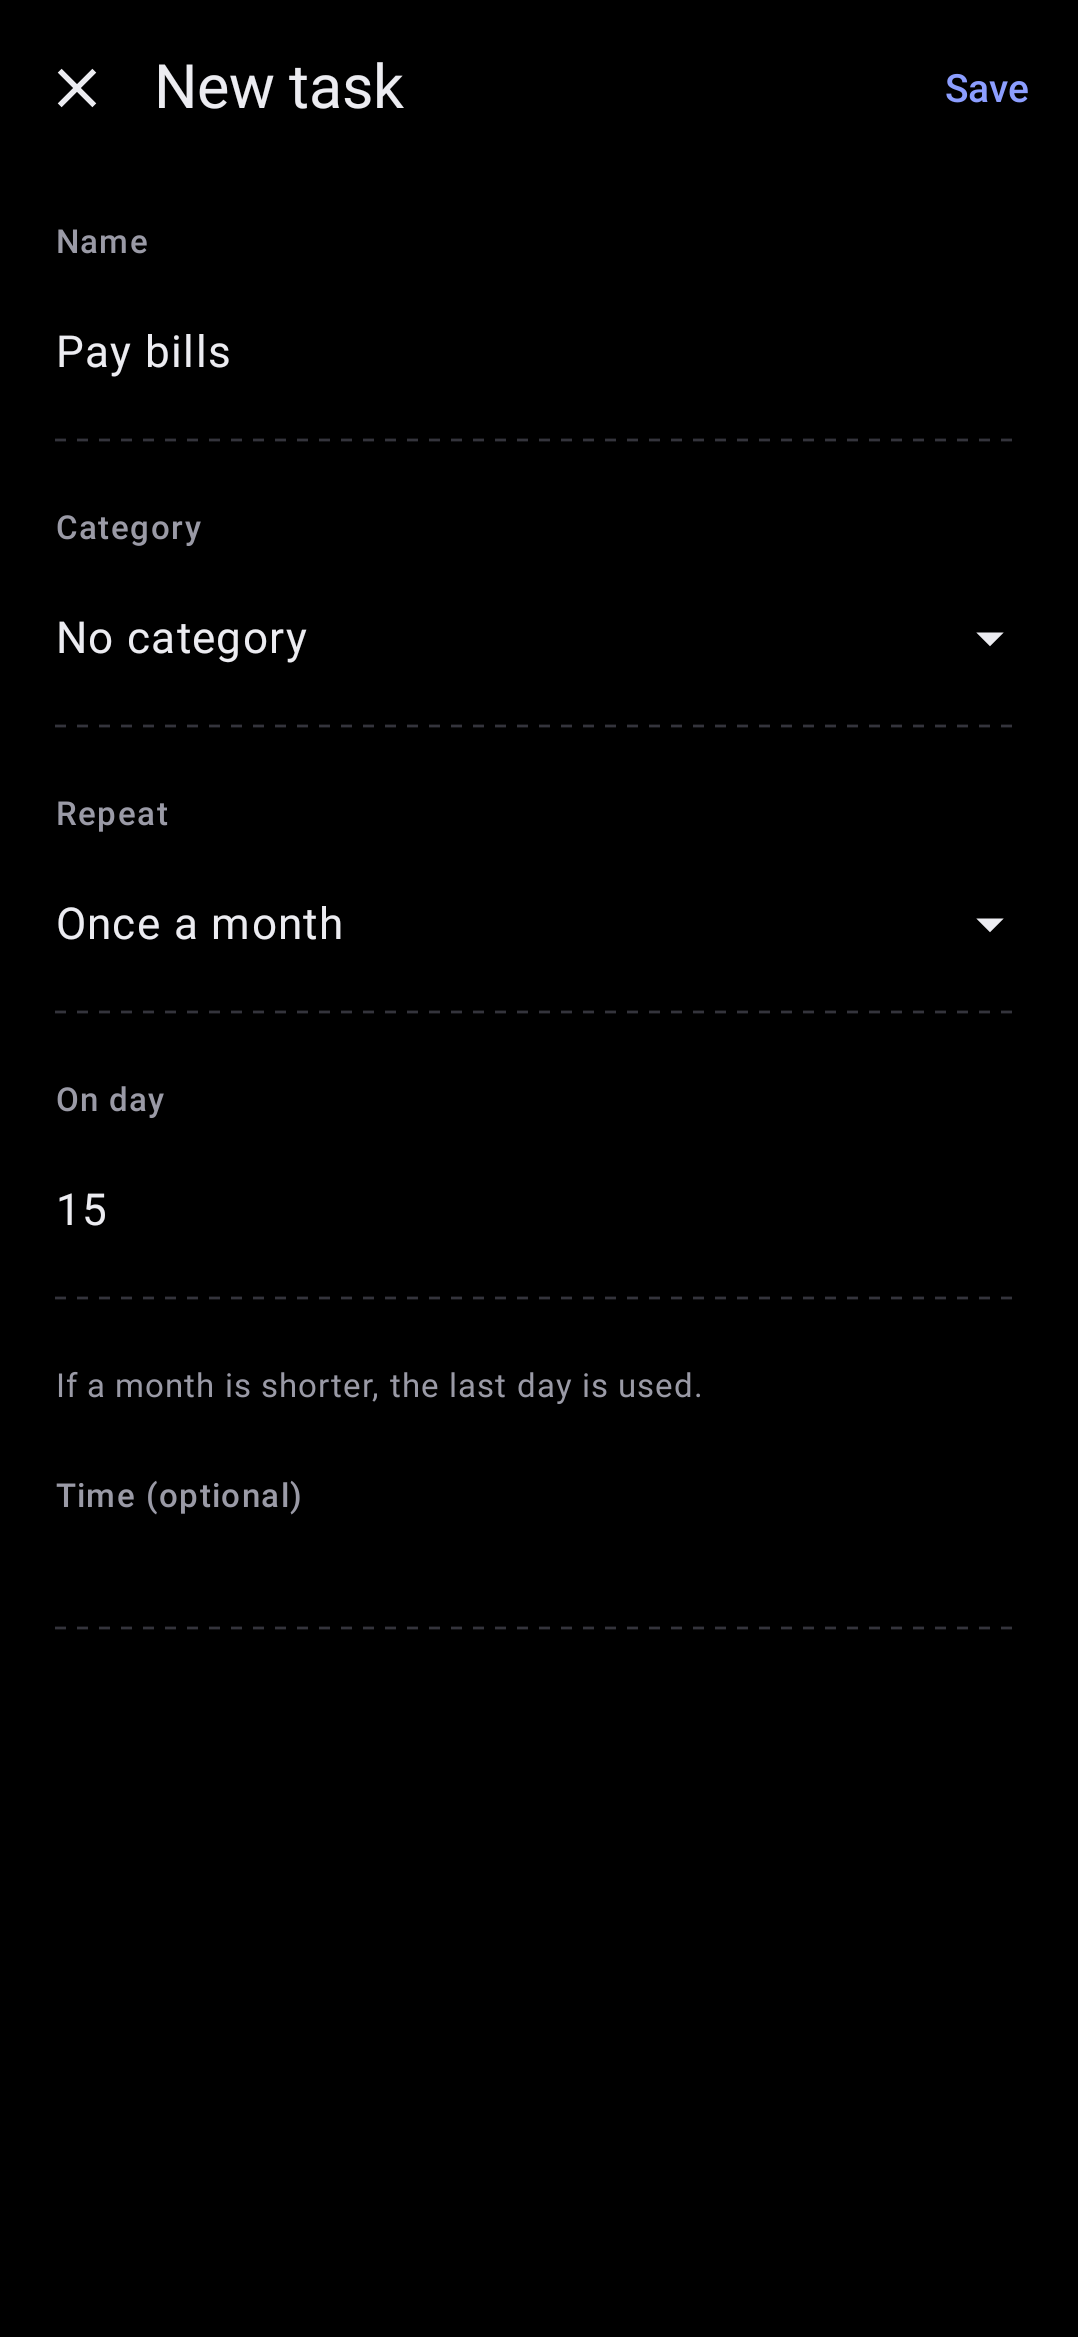 New task
Save
Name
Pay bills
Category
No category
Repeat
Once a month
On day
15
If a month is shorter, the last day is used.
Time (optional)